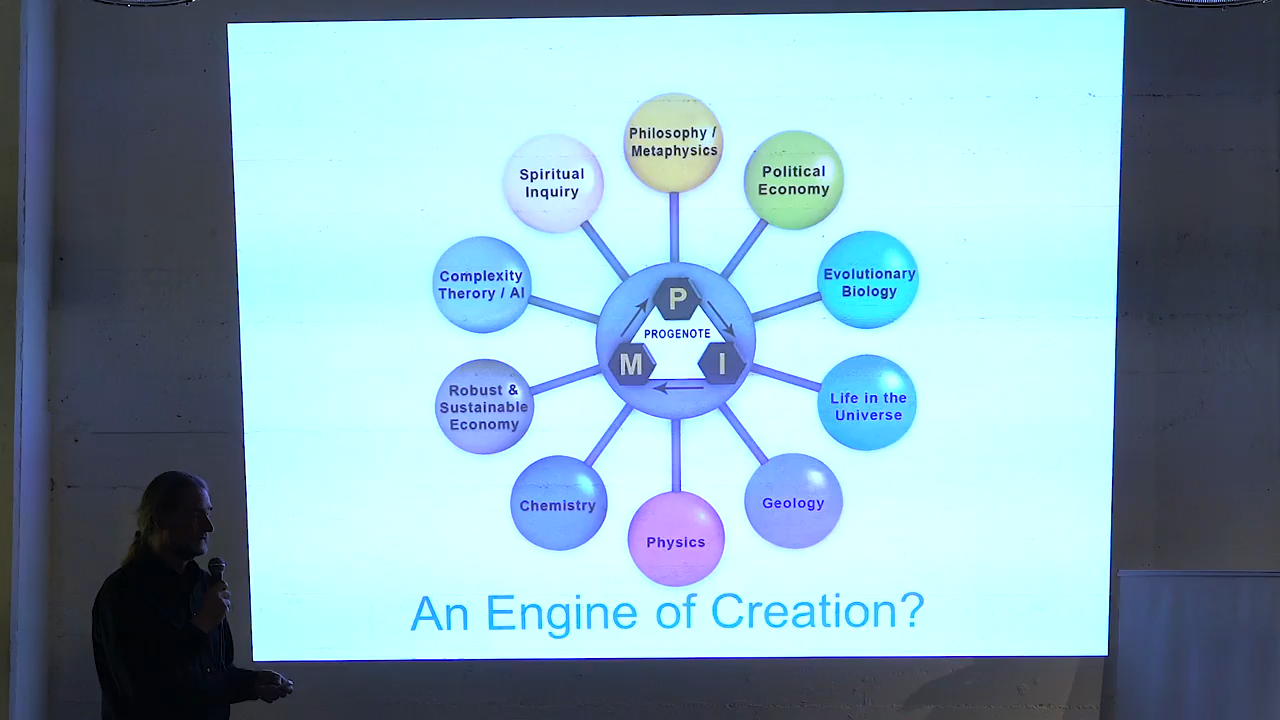 Philosophy /
Metaphysics
Spiritual
Inquiry
Political
Economy
Complexity
Therory / AI
Evolutionary
Biology
P
PROGENOTE
M
I
Robust &
Sustainable
Economy
Life in the
Universe
Chemistry
Geology
Physics
An Engine of Creation?